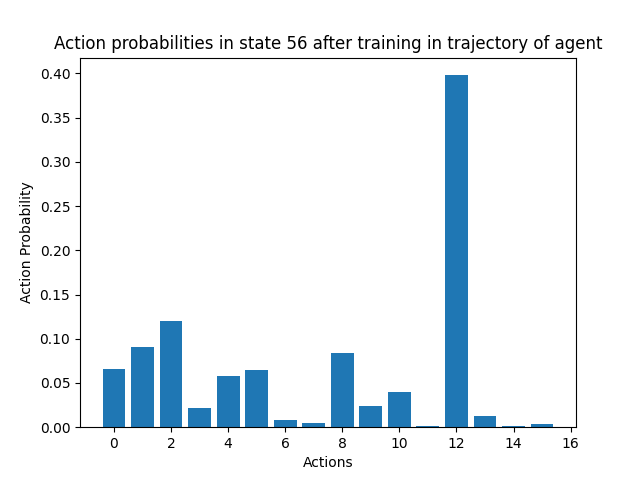 Action probabilities in state 56 after training in trajectory of agent
0.40
0.35
0.30
0.25
0.20
0.15
0.10
0.05
0.00
Action Probability
0 2 4 6 8 10 12 14 16
Actions